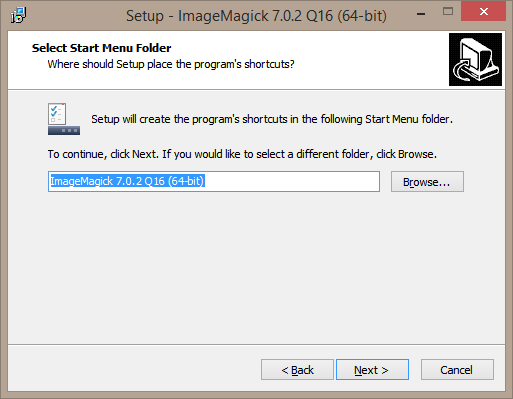 Setup - ImageMagick 7.0.2 Q16 (64-bit)
Select Start Menu Folder
Where should Setup place the program's shortcuts?
Setup will create the program's shortcuts in the following Start Menu folder.
To continue, click Next. If you would like to select a different folder, click Browse.
ImageMagick 7.0.2 Q16 (64-bit)
Browse...
< Back
Next >
Cancel